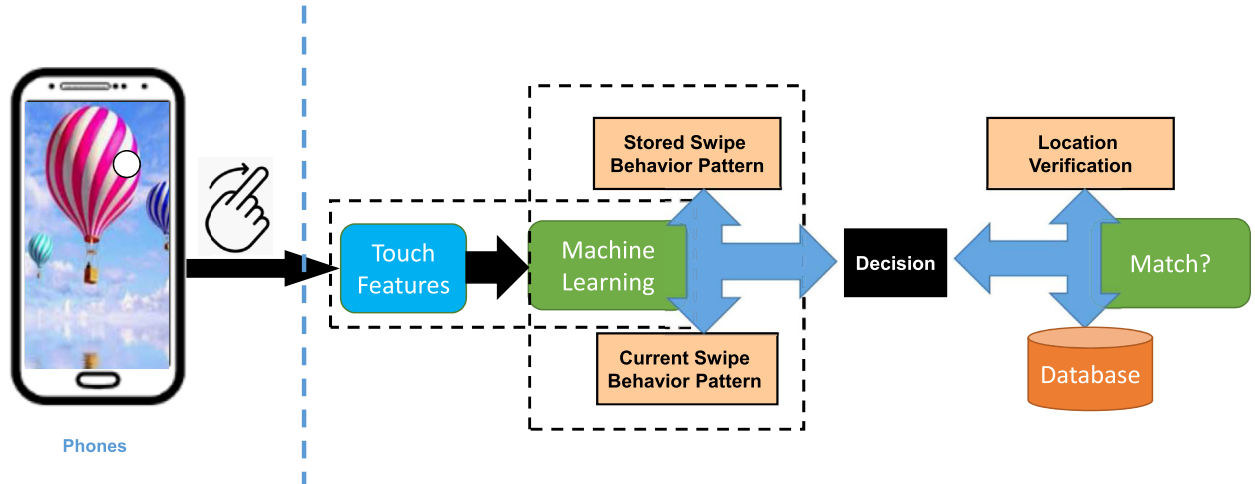 Phones
Touch
Features
Machine
Learning
Stored Swipe
Behavior Pattern
Current Swipe
Behavior Pattern
Decision
Location
Verification
Match?
Database